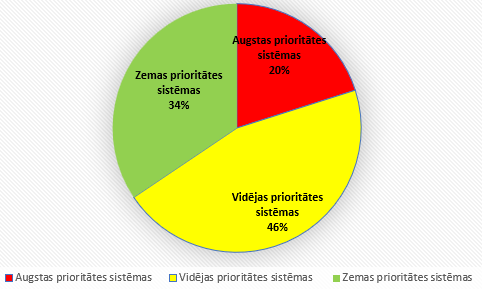 Augstas prioritātes
sistēmas
20%
Zemas prioritātes
sistēmas
34%
Vidējas prioritātes
sistēmas
46%
Augstas prioritātes sistēmas
Vidējas prioritātes sistēmas
Zemas prioritātes sistēmas